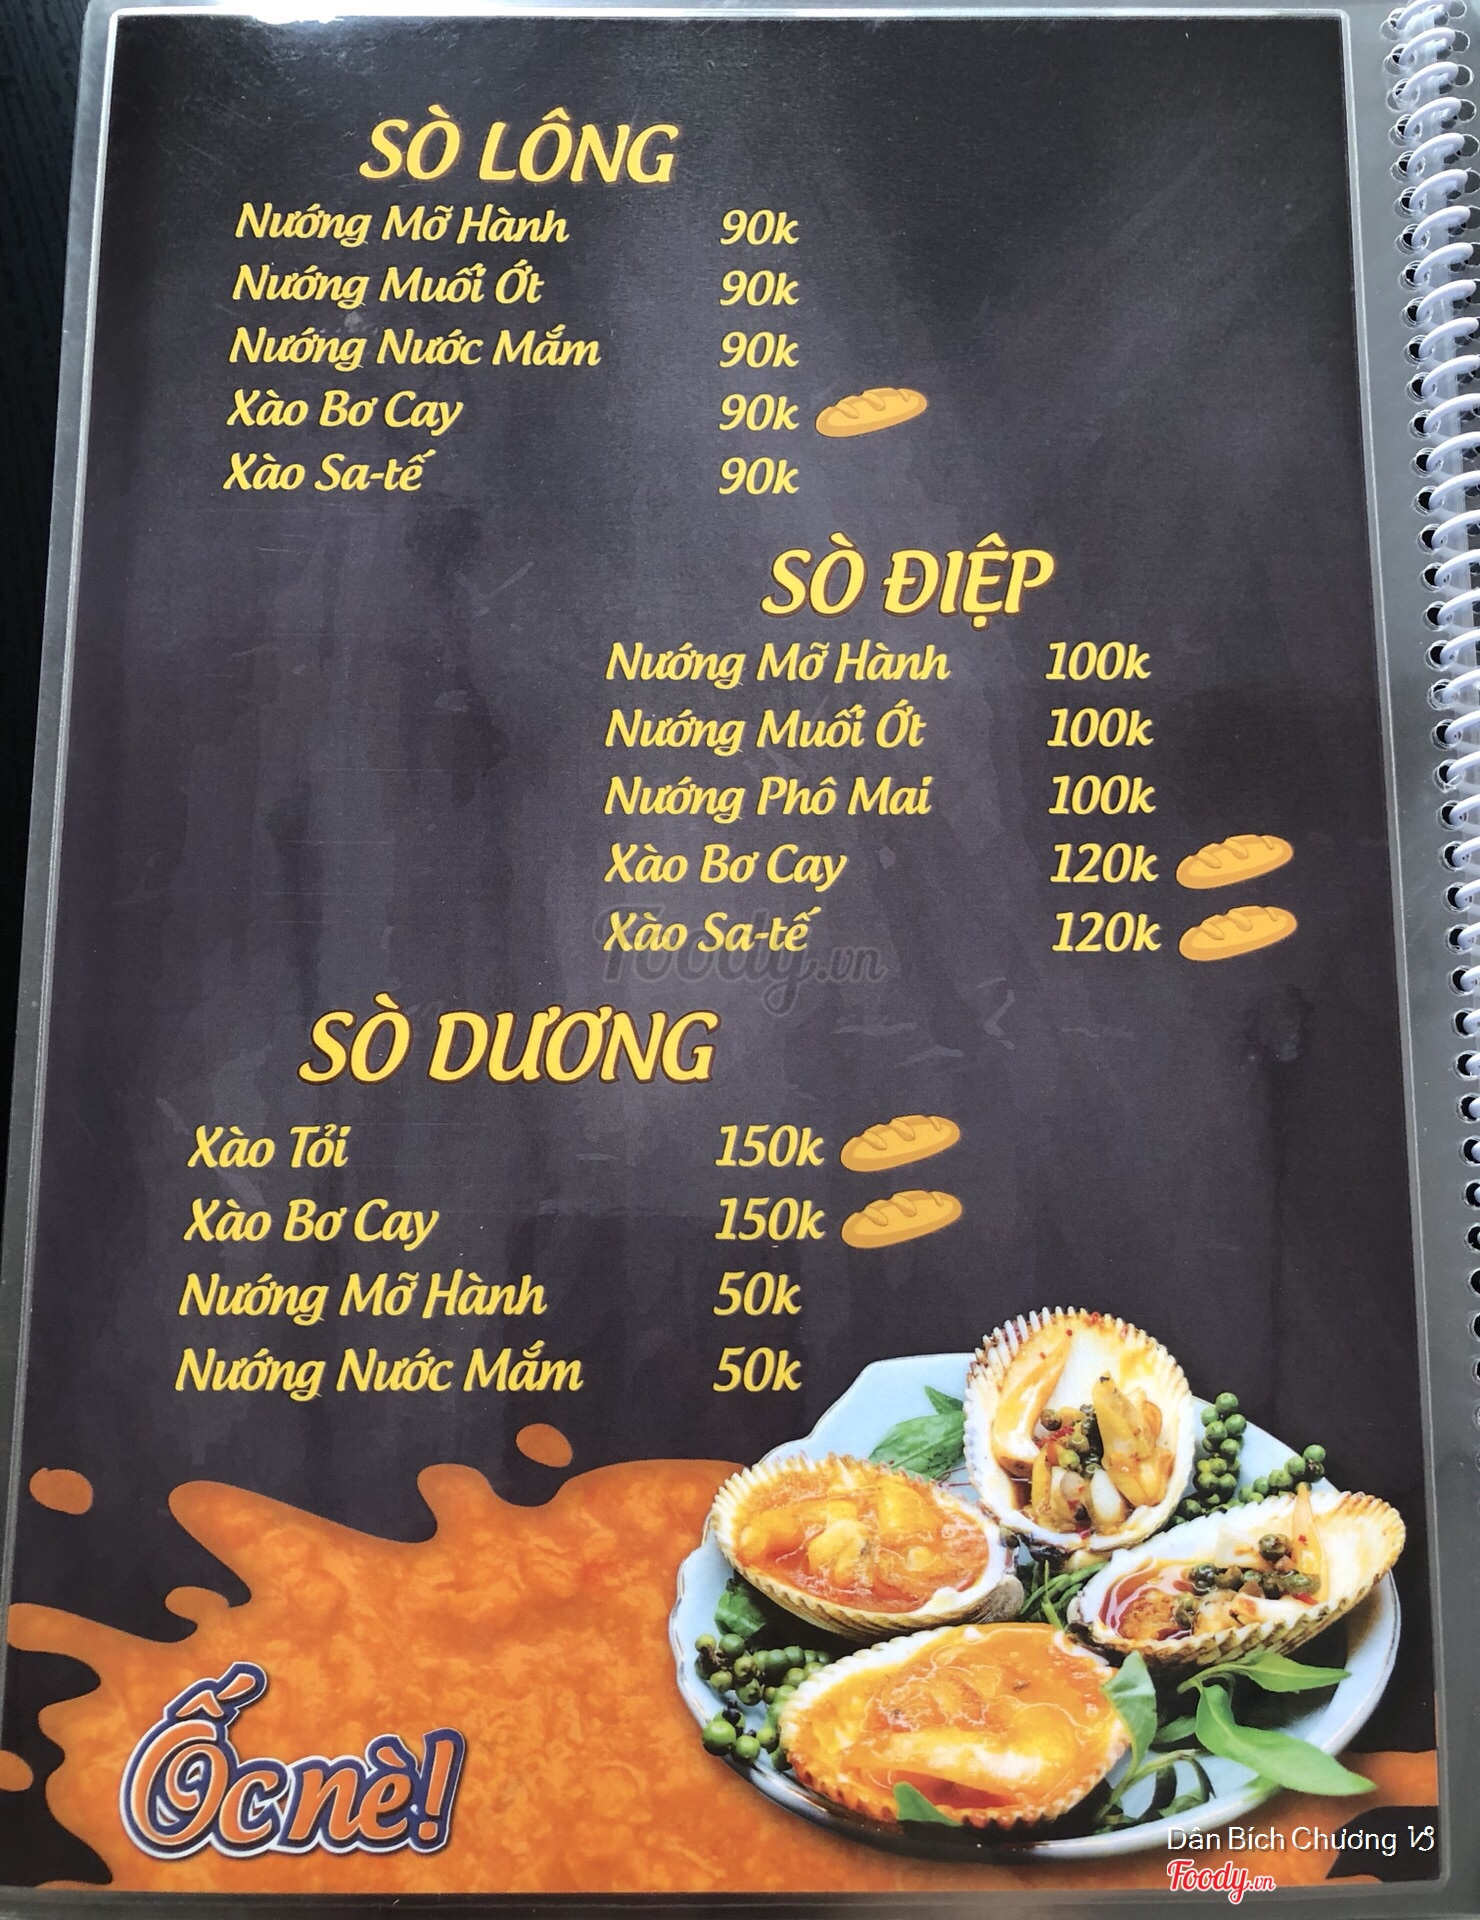 SÒ LÔNG
Nướng Mỡ Hành 90k
Nướng Muối Ớt 90k
Nướng Nước Mắm 90k
Xào Bơ Cay 90k
Xào Sa-tế 90k
SÒ ĐIỆP
Nướng Mỡ Hành 100k
Nướng Muối Ớt 100k
Nướng Phô Mai 100k
Xào Bơ Cay 120k
Xào Sa-tế 120k
Foody.vn
SÒ DƯƠNG
Xào Tỏi 150k
Xào Bơ Cay 150k
Nướng Mỡ Hành 50k
Nướng Nước Mắm 50k
Ốc nè!
Dân Bích Chương ♑
Foody.vn